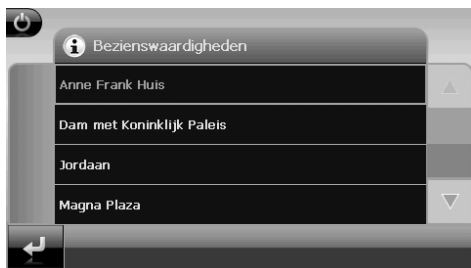 Bezienswaardigheden
Anne Frank Huis
Dam met Koninklijk Paleis
Jordaan
Magna Plaza